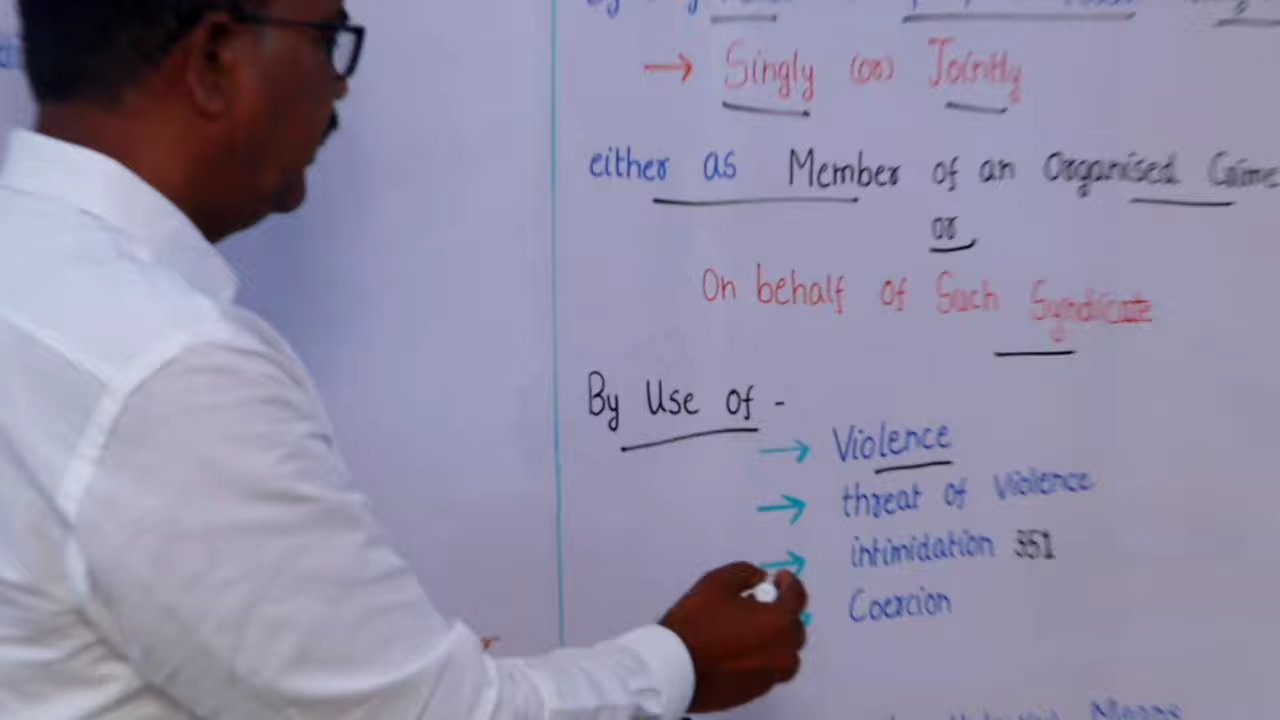 → Singly (or) Jointly
either as Member of an Organised Crime
or
On behalf of Such Syndicate
By Use of -
→ Violence
→ threat of Violence
→ intimidation 351
Coercion
Means